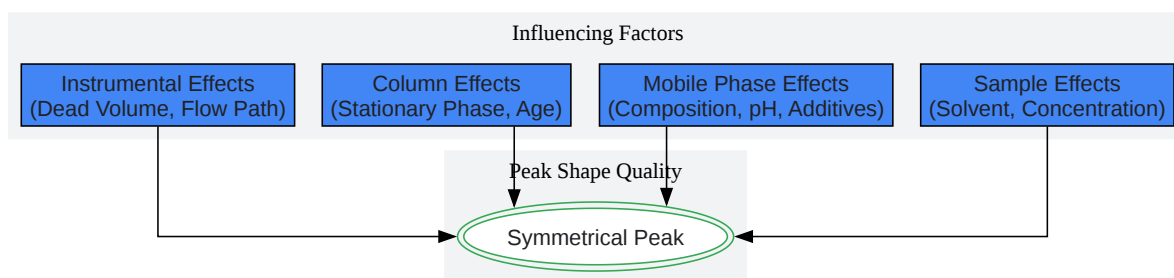 Influencing Factors
Instrumental Effects
(Dead Volume, Flow Path)
Column Effects
(Stationary Phase, Age)
Mobile Phase Effects
(Composition, pH, Additives)
Sample Effects
(Solvent, Concentration)
Peak Shape Quality
Symmetrical Peak